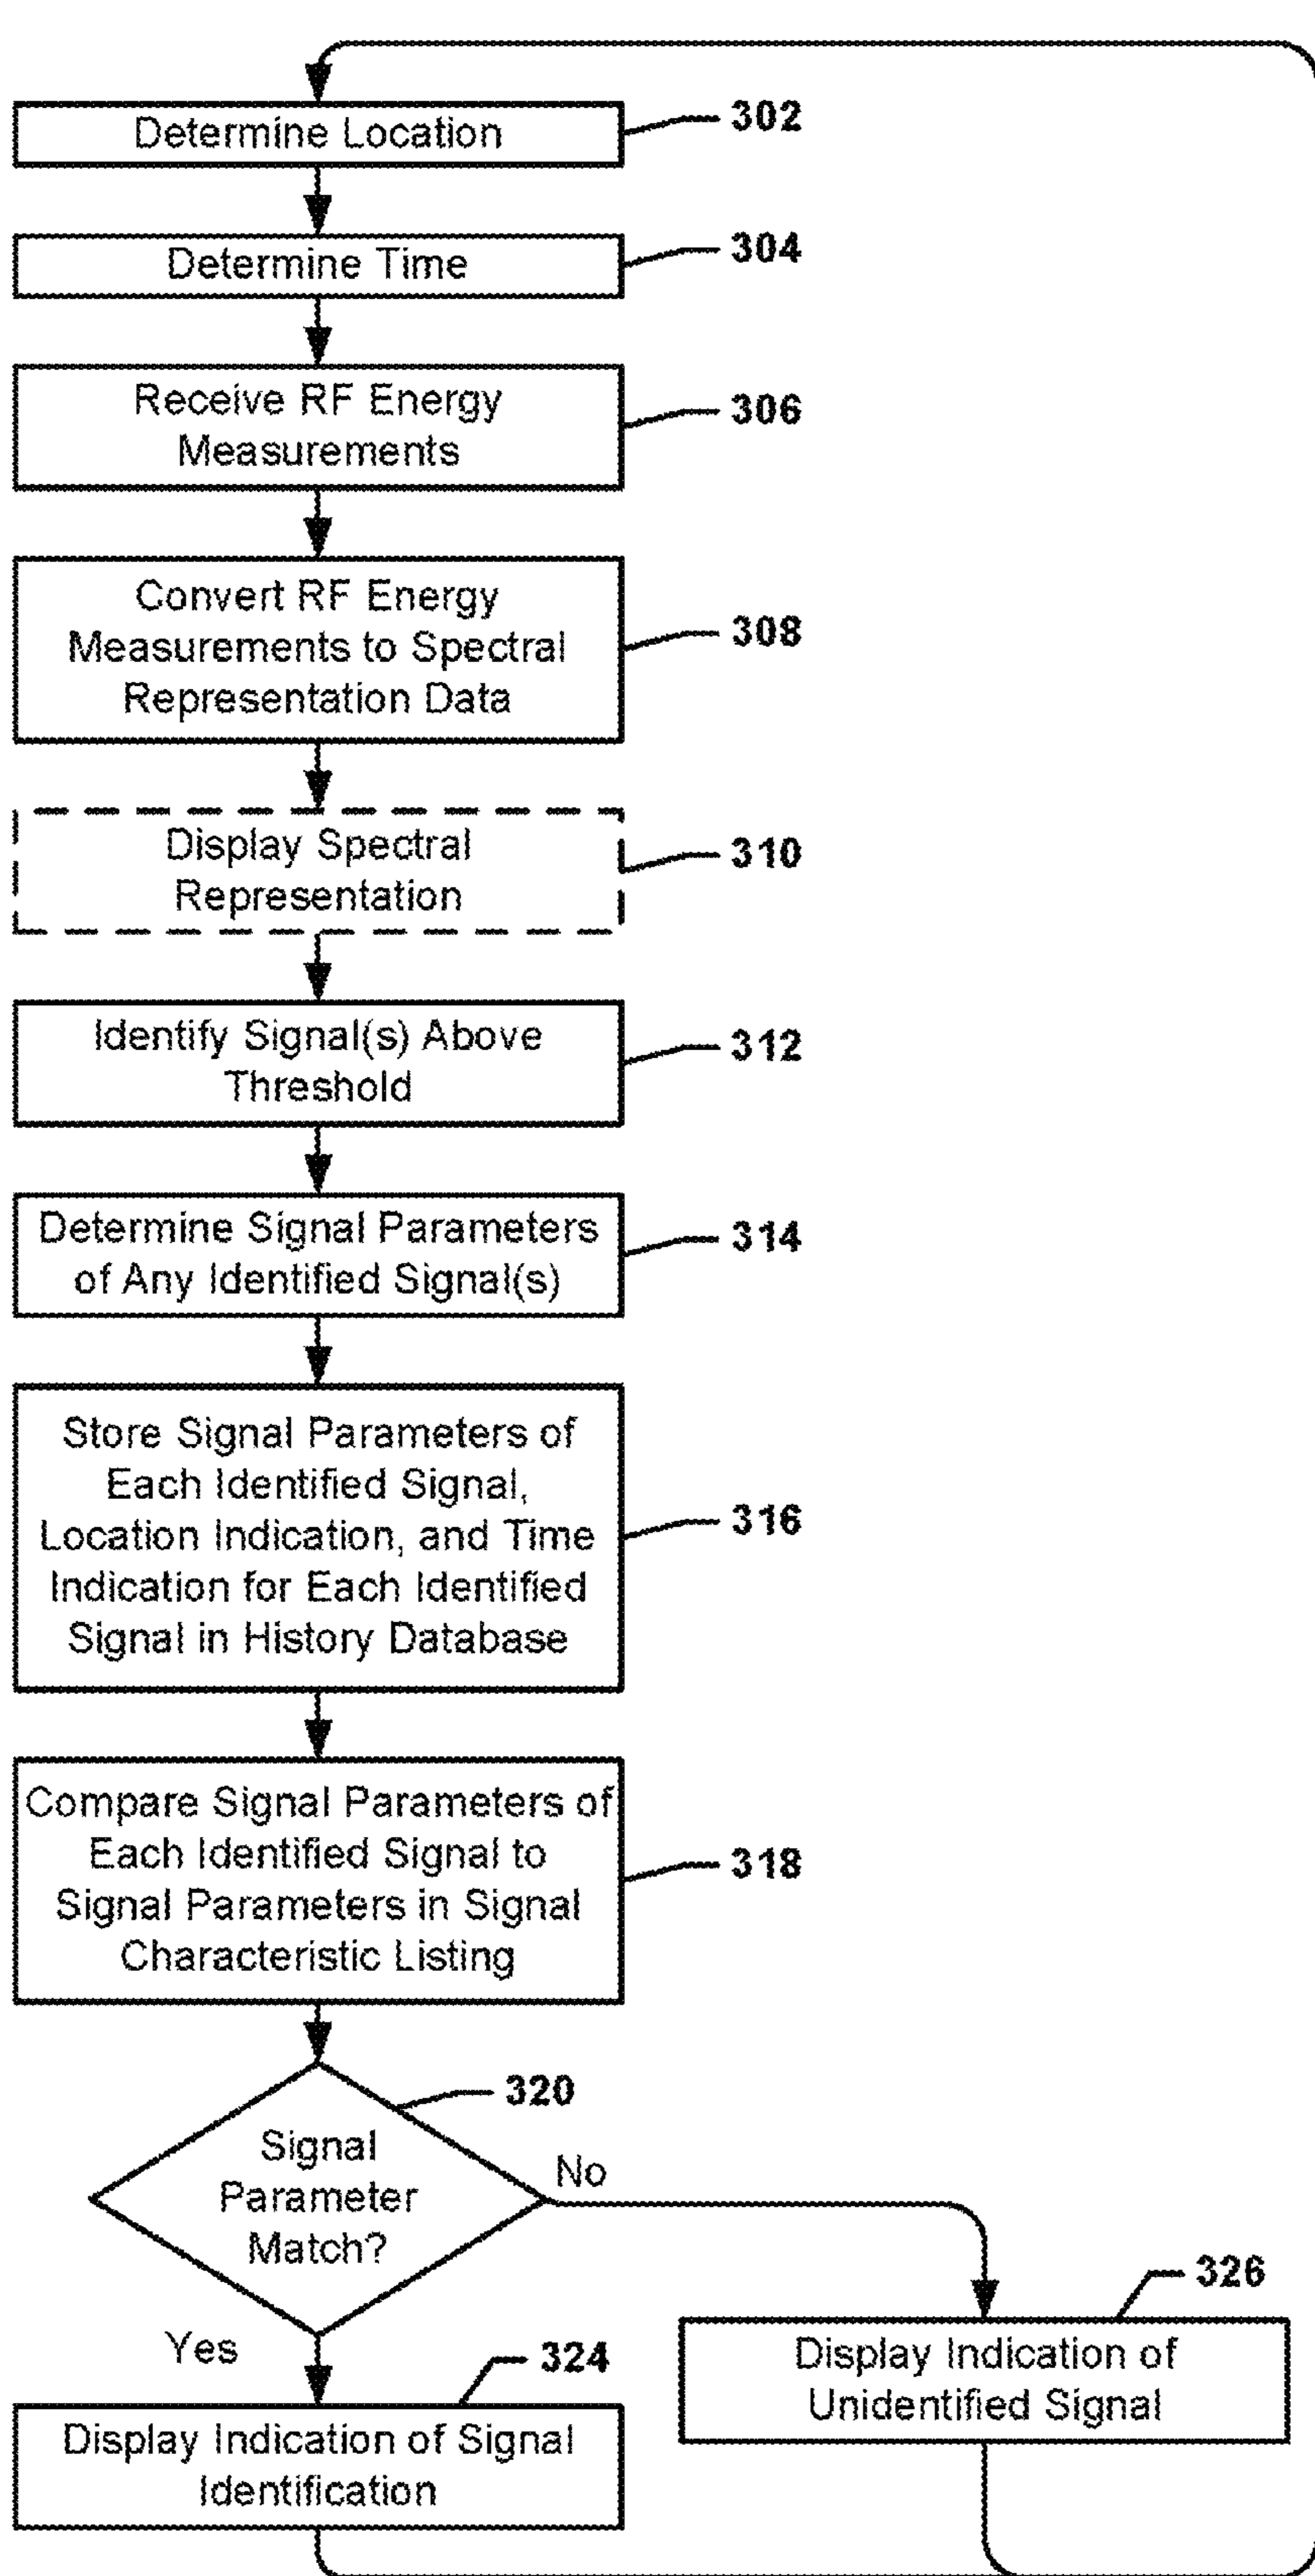 Determine Location
302
Determine Time
304
Receive RF Energy
Measurements
306
Convert RF Energy
Measurements to Spectral
Representation Data
308
Display Spectral
Representation
310
Identify Signal(s) Above
Threshold
312
Determine Signal Parameters
of Any Identified Signal(s)
314
Store Signal Parameters of
Each Identified Signal,
Location Indication, and Time
Indication for Each Identified
Signal in History Database
316
Compare Signal Parameters of
Each Identified Signal to
Signal Parameters in Signal
Characteristic Listing
318
320
Signal
Parameter
Match?
No
Yes
326
Display Indication of
Unidentified Signal
324
Display Indication of Signal
Identification